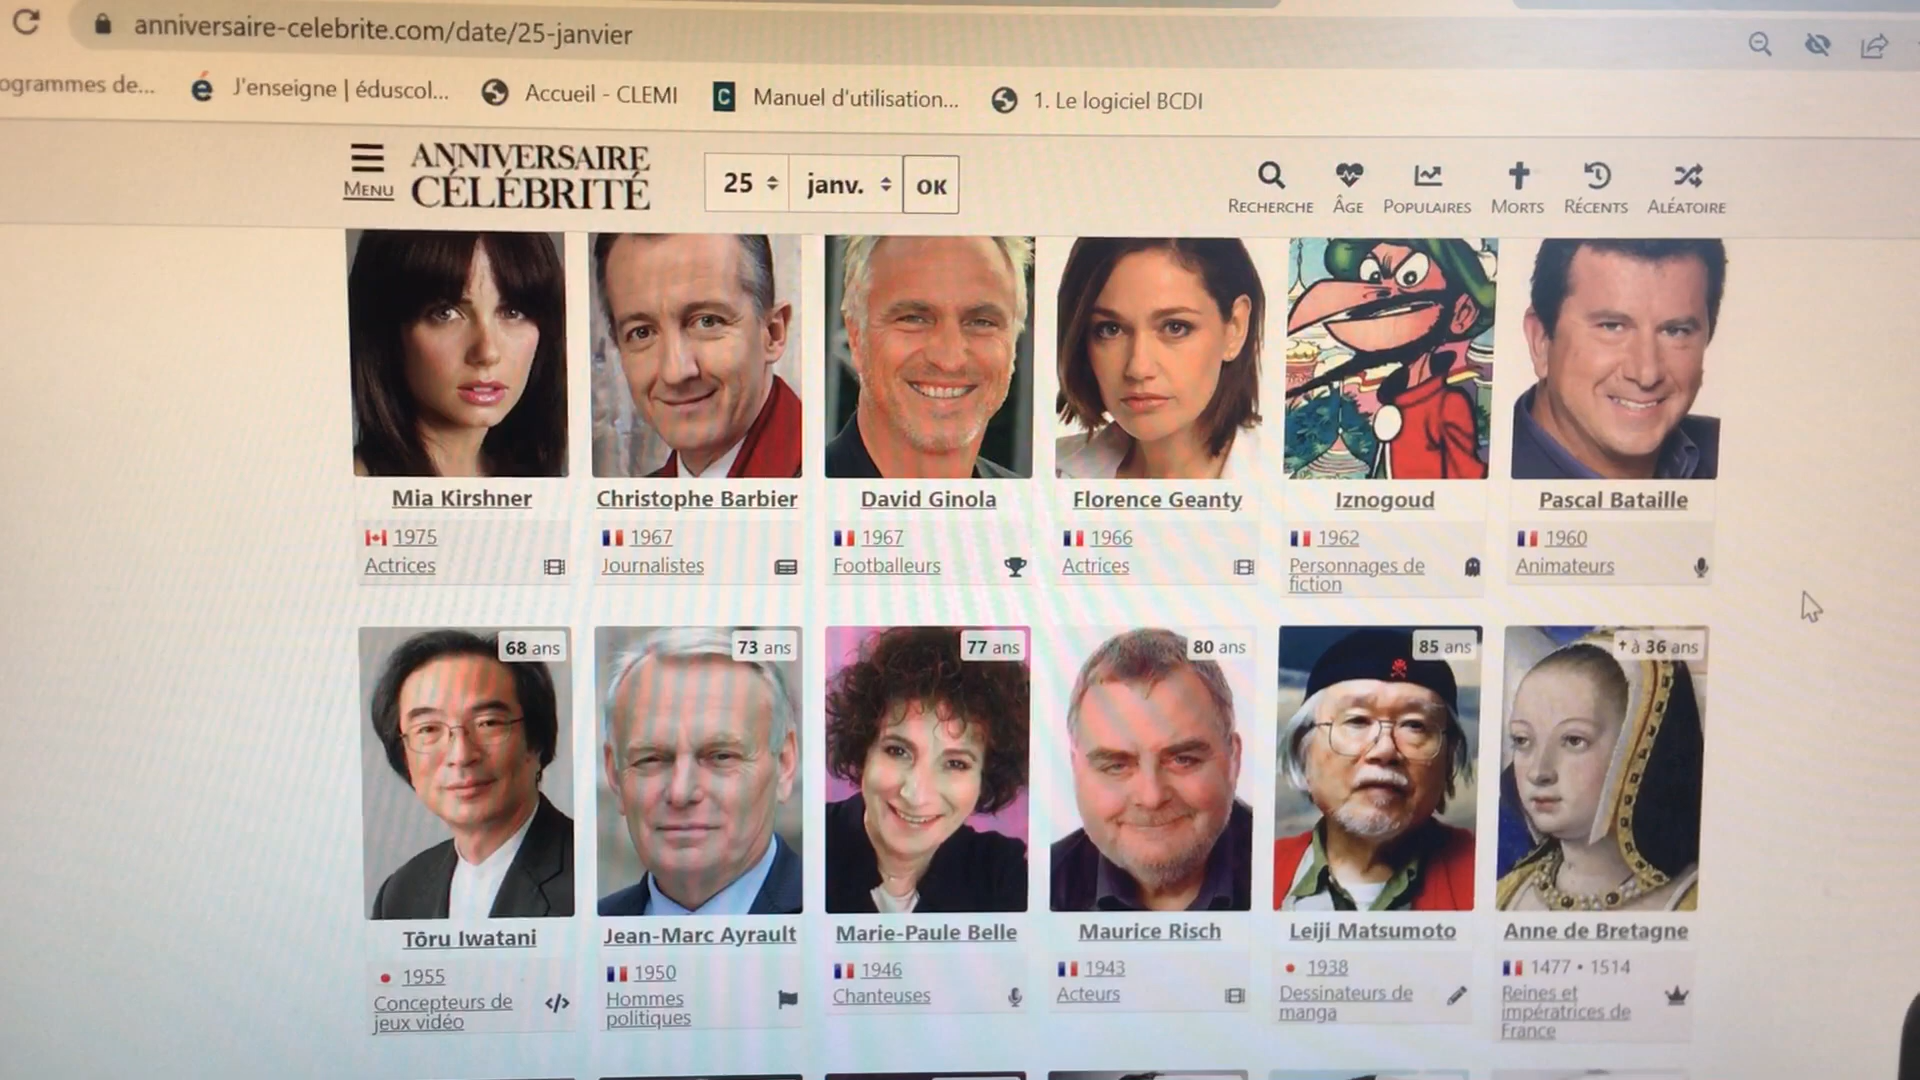 anniversaire-celebrite.com/date/25-janvier
ogrammes de...
J'enseigne | éduscol...
Accueil - CLEMI
C
Manuel d'utilisation...
1. Le logiciel BCDI
MENU
ANNIVERSAIRE
CÉLÉBRITÉ
25
janv.
OK
RECHERCHE
ÂGE
POPULAIRES
MORTS
RÉCENTS
ALÉATOIRE
Mia Kirshner
1975
Actrices
Christophe Barbier
1967
Journalistes
David Ginola
1967
Footballeurs
Florence Geanty
1966
Actrices
Iznogoud
1962
Personnages de
fiction
Pascal Bataille
1960
Animateurs
68 ans
Tōru Iwatani
1955
Concepteurs de
jeux vidéo
</>
73 ans
Jean-Marc Ayrault
1950
Hommes
politiques
77 ans
Marie-Paule Belle
1946
Chanteuses
80 ans
Maurice Risch
1943
Acteurs
85 ans
Leiji Matsumoto
1938
Dessinateurs de
manga
† à 36 ans
Anne de Bretagne
1477 • 1514
Reines et
impératrices de
France